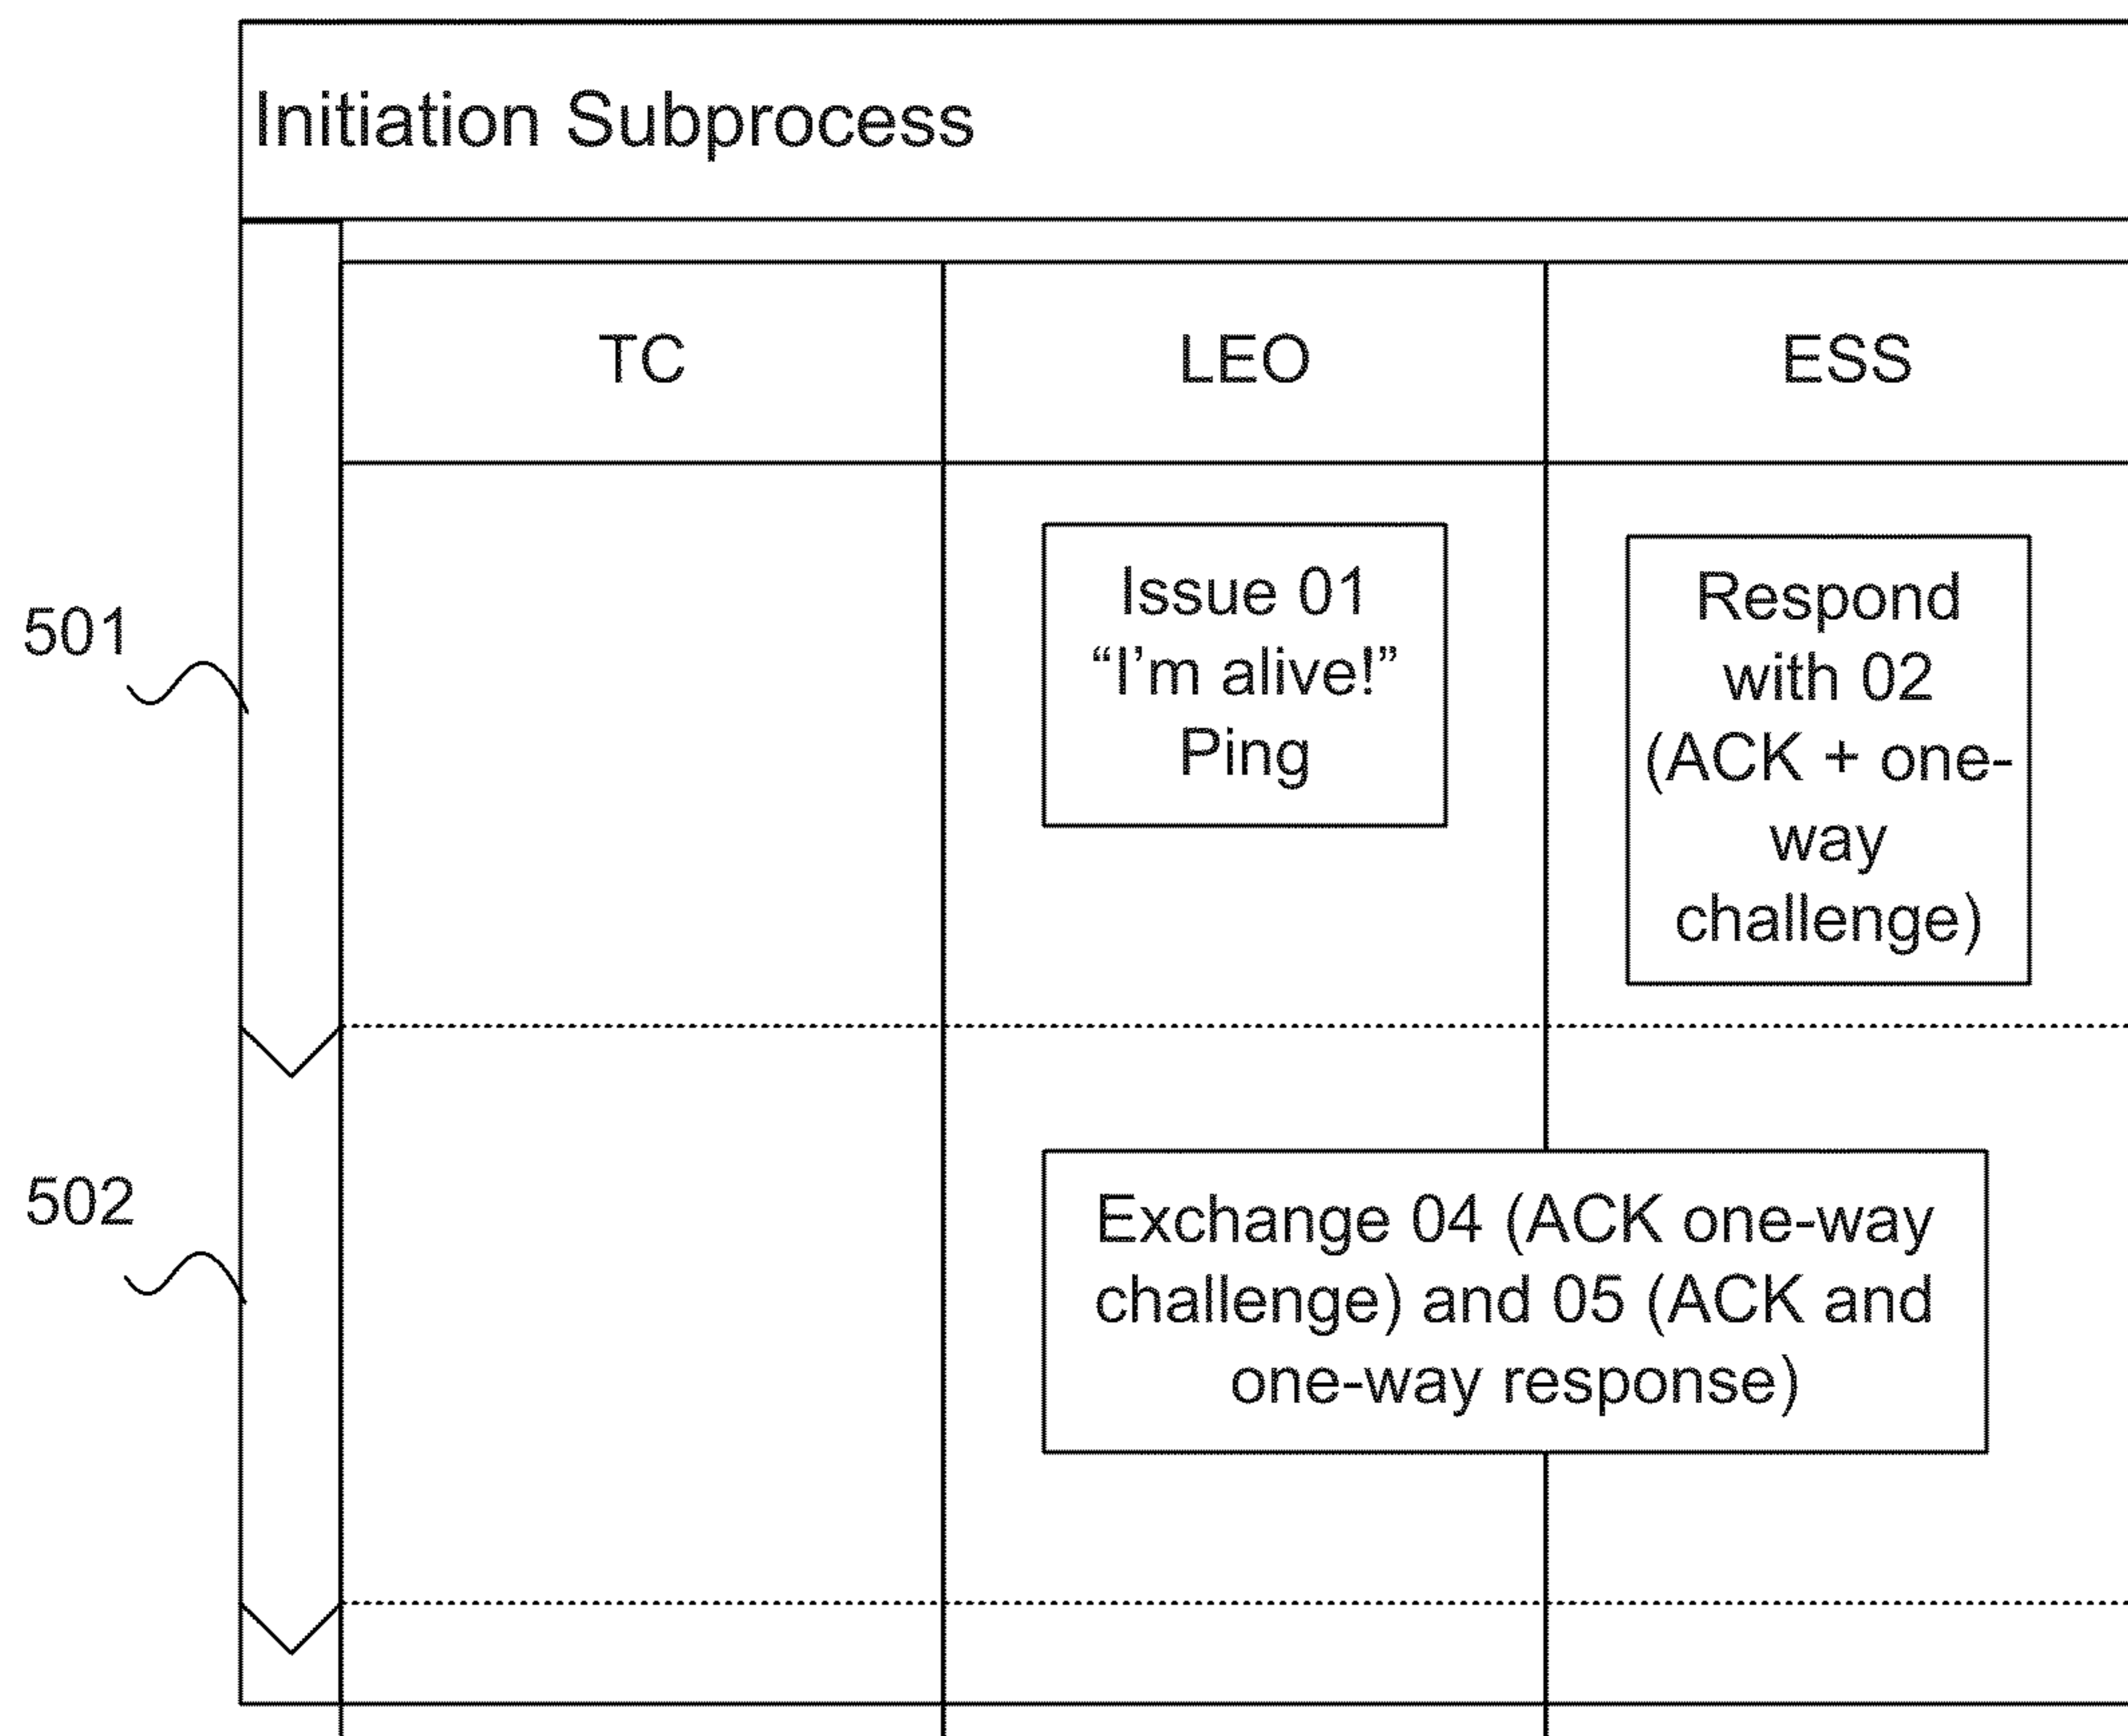 Initiation Subprocess
TC
LEO
ESS
501
Issue 01
“I’m alive!”
Ping
Respond
with 02
(ACK + one-
way
challenge)
502
Exchange 04 (ACK one-way
challenge) and 05 (ACK and
one-way response)